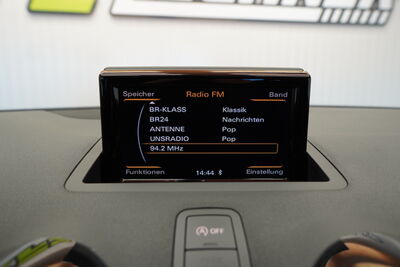 Speicher Radio FM Band
BR-KLASS Klassik
BR24 Nachrichten
ANTENNE Pop
UNSRADIO Pop
94.2 MHz
Funktionen 14:44 Einstellung
OFF